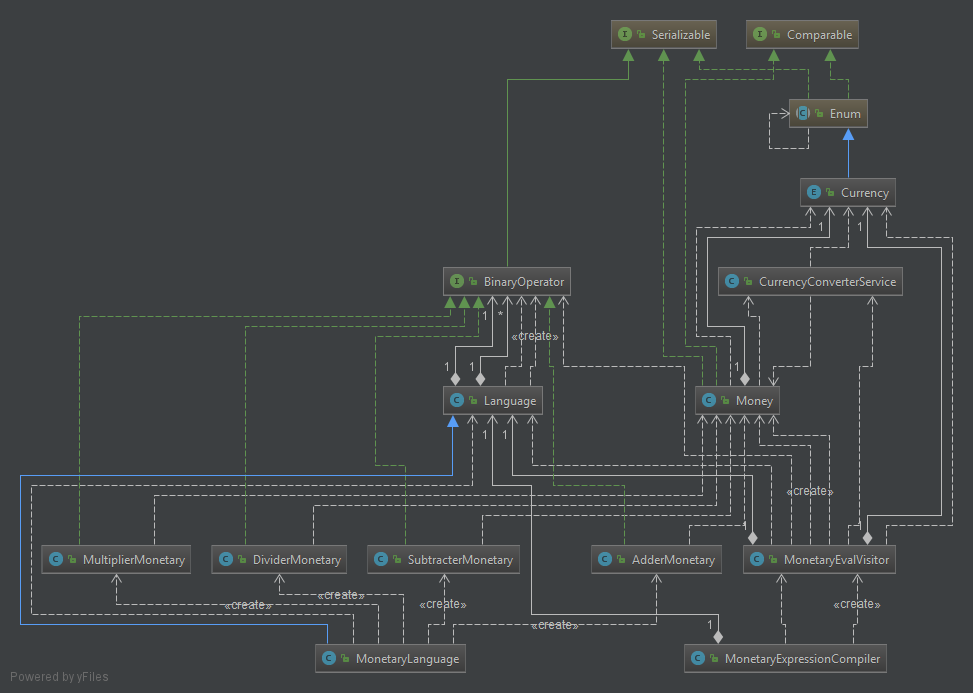 I Serializable
I Comparable
C Enum
E Currency
1
1
I BinaryOperator
C CurrencyConverterService
1
*
«create»
1
1
1
C Language
C Money
1
1
«create»
C MultiplierMonetary
C DividerMonetary
C SubtracterMonetary
C AdderMonetary
C MonetaryEvalVisitor
1
«create»
«create»
«create»
«create»
«create»
1
C MonetaryLanguage
C MonetaryExpressionCompiler
Powered by yFiles